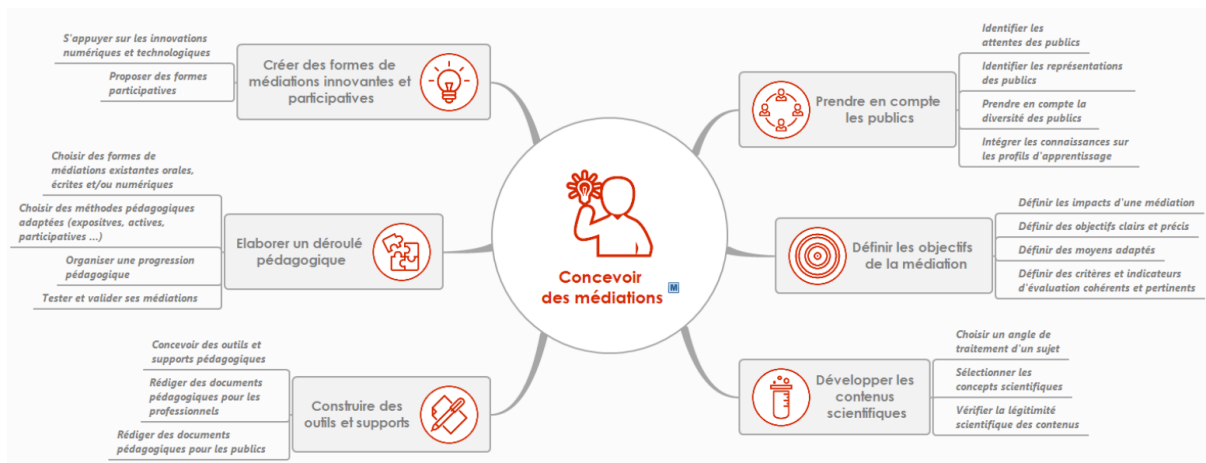 S'appuyer sur les innovations
numériques et technologiques
Proposer des formes
participatives
Créer des formes de
médiations innovantes et
participatives
Choisir des formes de
médiations existantes orales,
écrites et/ou numériques
Choisir des méthodes pédagogiques
adaptées (expositves, actives,
participatives ...)
Organiser une progression
pédagogique
Tester et valider ses médiations
Elaborer un déroulé
pédagogique
Concevoir des outils et
supports pédagogiques
Rédiger des documents
pédagogiques pour les
professionnels
Rédiger des documents
pédagogiques pour les publics
Construire des
outils et supports
Concevoir
des médiations
M
Prendre en compte
les publics
Identifier les
attentes des publics
Identifier les représentations
des publics
Prendre en compte la
diversité des publics
Intégrer les connaissances sur
les profils d'apprentissage
Définir les objectifs
de la médiation
Définir les impacts d'une médiation
Définir des objectifs clairs et précis
Définir des moyens adaptés
Définir des critères et indicateurs
d'évaluation cohérents et pertinents
Développer les
contenus
scientifiques
Choisir un angle de
traitement d'un sujet
Sélectionner les
concepts scientifiques
Vérifier la légitimité
scientifique des contenus